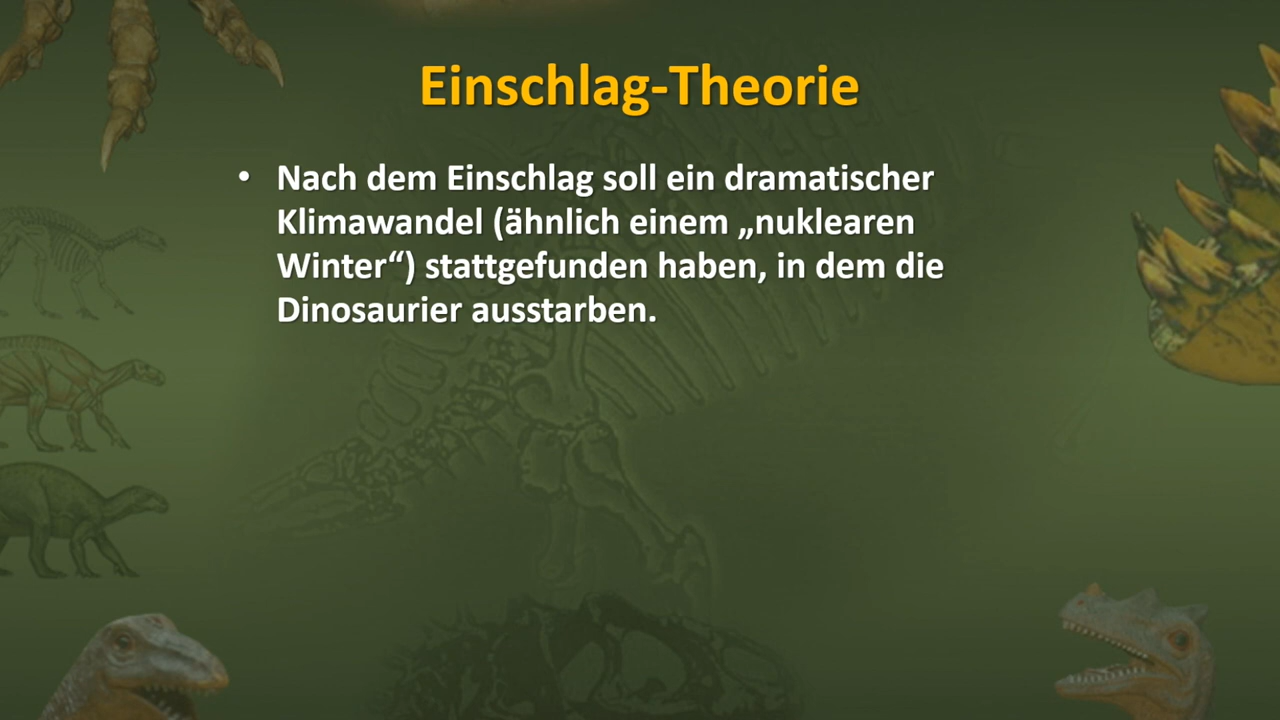 Einschlag-Theorie
• Nach dem Einschlag soll ein dramatischer
Klimawandel (ähnlich einem „nuklearen
Winter“) stattgefunden haben, in dem die
Dinosaurier ausstarben.